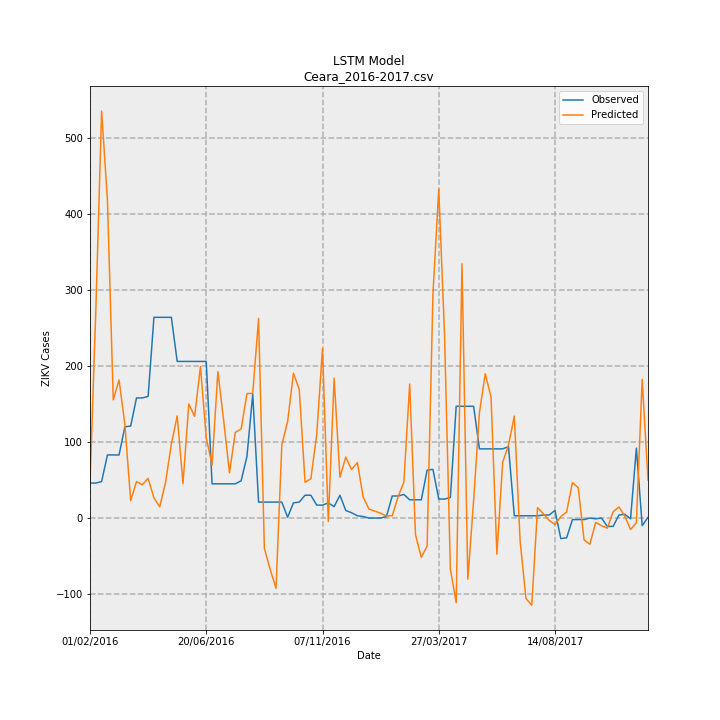 LSTM Model
Ceara_2016-2017.csv
Observed
Predicted
500
400
300
200
100
0
−100
ZIKV Cases
01/02/2016
20/06/2016
07/11/2016
27/03/2017
14/08/2017
Date